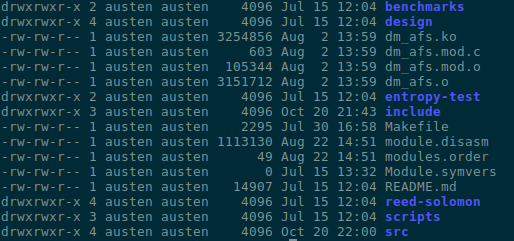 drwxrwxr-x 2 austen austen    4096 Jul 15 12:04 benchmarks
drwxrwxr-x 4 austen austen    4096 Jul 15 12:04 design
-rw-rw-r-- 1 austen austen 3254856 Aug  2 13:59 dm_afs.ko
-rw-rw-r-- 1 austen austen     603 Aug  2 13:59 dm_afs.mod.c
-rw-rw-r-- 1 austen austen  105344 Aug  2 13:59 dm_afs.mod.o
-rw-rw-r-- 1 austen austen 3151712 Aug  2 13:59 dm_afs.o
drwxrwxr-x 2 austen austen    4096 Jul 15 12:04 entropy-test
drwxrwxr-x 3 austen austen    4096 Oct 20 21:43 include
-rw-rw-r-- 1 austen austen    2295 Jul 30 16:58 Makefile
-rw-rw-r-- 1 austen austen 1113130 Aug 22 14:51 module.disasm
-rw-rw-r-- 1 austen austen      49 Aug 22 14:51 modules.order
-rw-rw-r-- 1 austen austen       0 Jul 15 13:32 Module.symvers
-rw-rw-r-- 1 austen austen   14907 Jul 15 12:04 README.md
drwxrwxr-x 4 austen austen    4096 Jul 15 12:04 reed-solomon
drwxrwxr-x 3 austen austen    4096 Jul 15 12:04 scripts
drwxrwxr-x 4 austen austen    4096 Oct 20 22:00 src